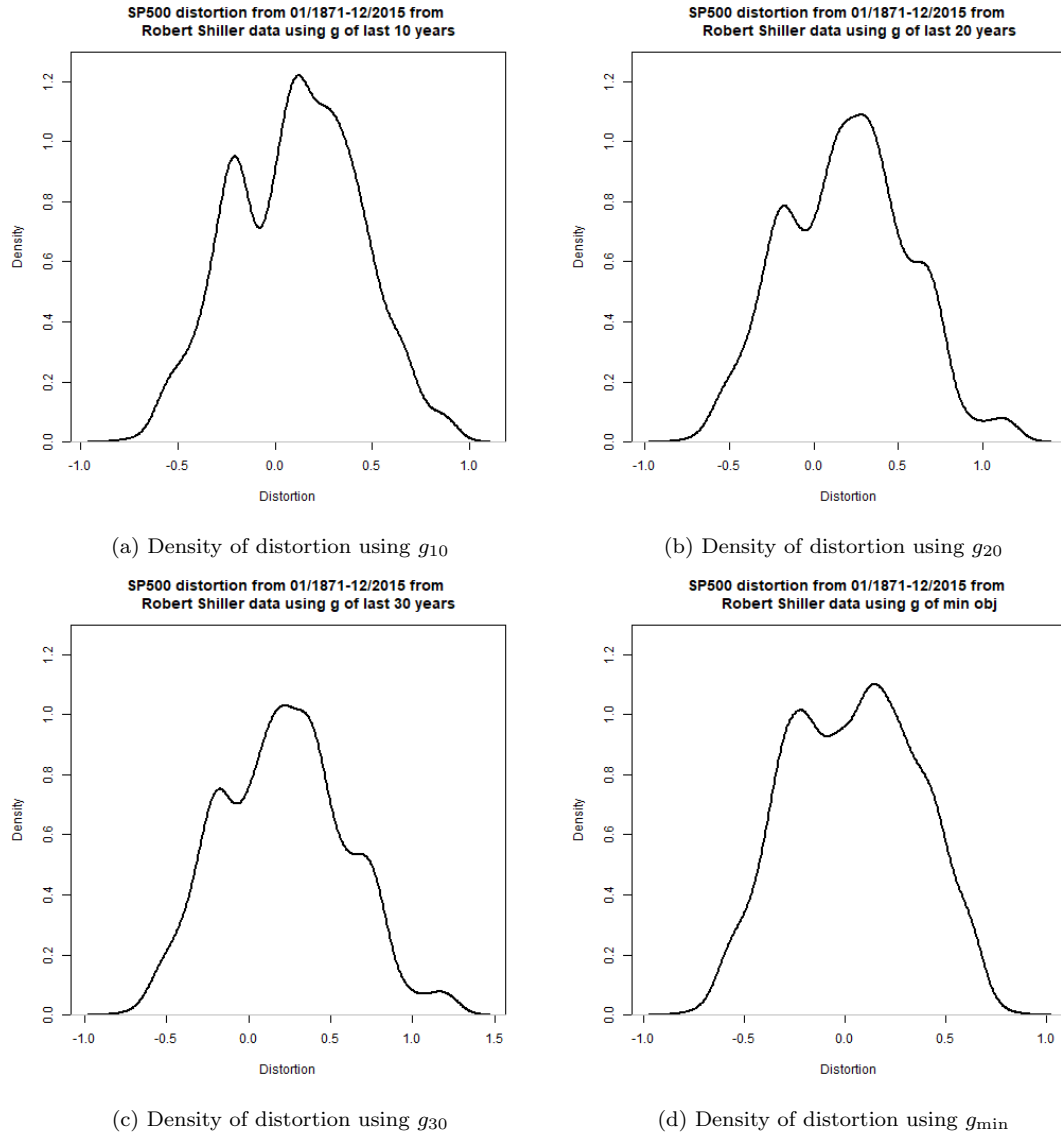 SP500 distortion from 01/1871-12/2015 from
Robert Shiller data using g of last 10 years
Density
0.0 0.2 0.4 0.6 0.8 1.0 1.2
-1.0 -0.5 0.0 0.5 1.0
Distortion
(a) Density of distortion using g10
SP500 distortion from 01/1871-12/2015 from
Robert Shiller data using g of last 20 years
Density
0.0 0.2 0.4 0.6 0.8 1.0 1.2
-1.0 -0.5 0.0 0.5 1.0
Distortion
(b) Density of distortion using g20
SP500 distortion from 01/1871-12/2015 from
Robert Shiller data using g of last 30 years
Density
0.0 0.2 0.4 0.6 0.8 1.0 1.2
-1.0 -0.5 0.0 0.5 1.0 1.5
Distortion
(c) Density of distortion using g30
SP500 distortion from 01/1871-12/2015 from
Robert Shiller data using g of min obj
Density
0.0 0.2 0.4 0.6 0.8 1.0 1.2
-1.0 -0.5 0.0 0.5 1.0
Distortion
(d) Density of distortion using gmin